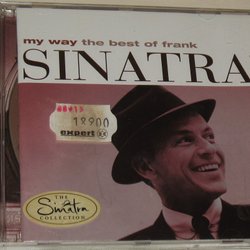 my way the best of frank
SINATRA
18900
expert
THE
Sinatra
COLLECTION